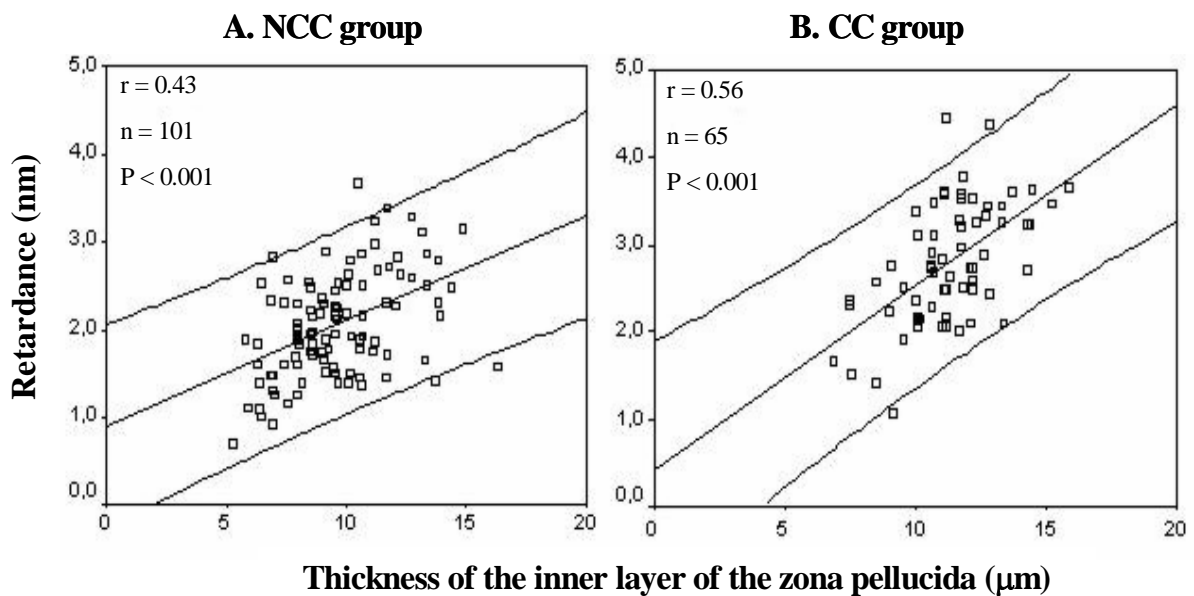 A. NCC group
B. CC group
Retardance (nm)
5,0
4,0
3,0
2,0
1,0
0,0
r = 0.43
n = 101
P < 0.001
0
5
10
15
20
5,0
4,0
3,0
2,0
1,0
0,0
r = 0.56
n = 65
P < 0.001
0
5
10
15
20
Thickness of the inner layer of the zona pellucida (μm)